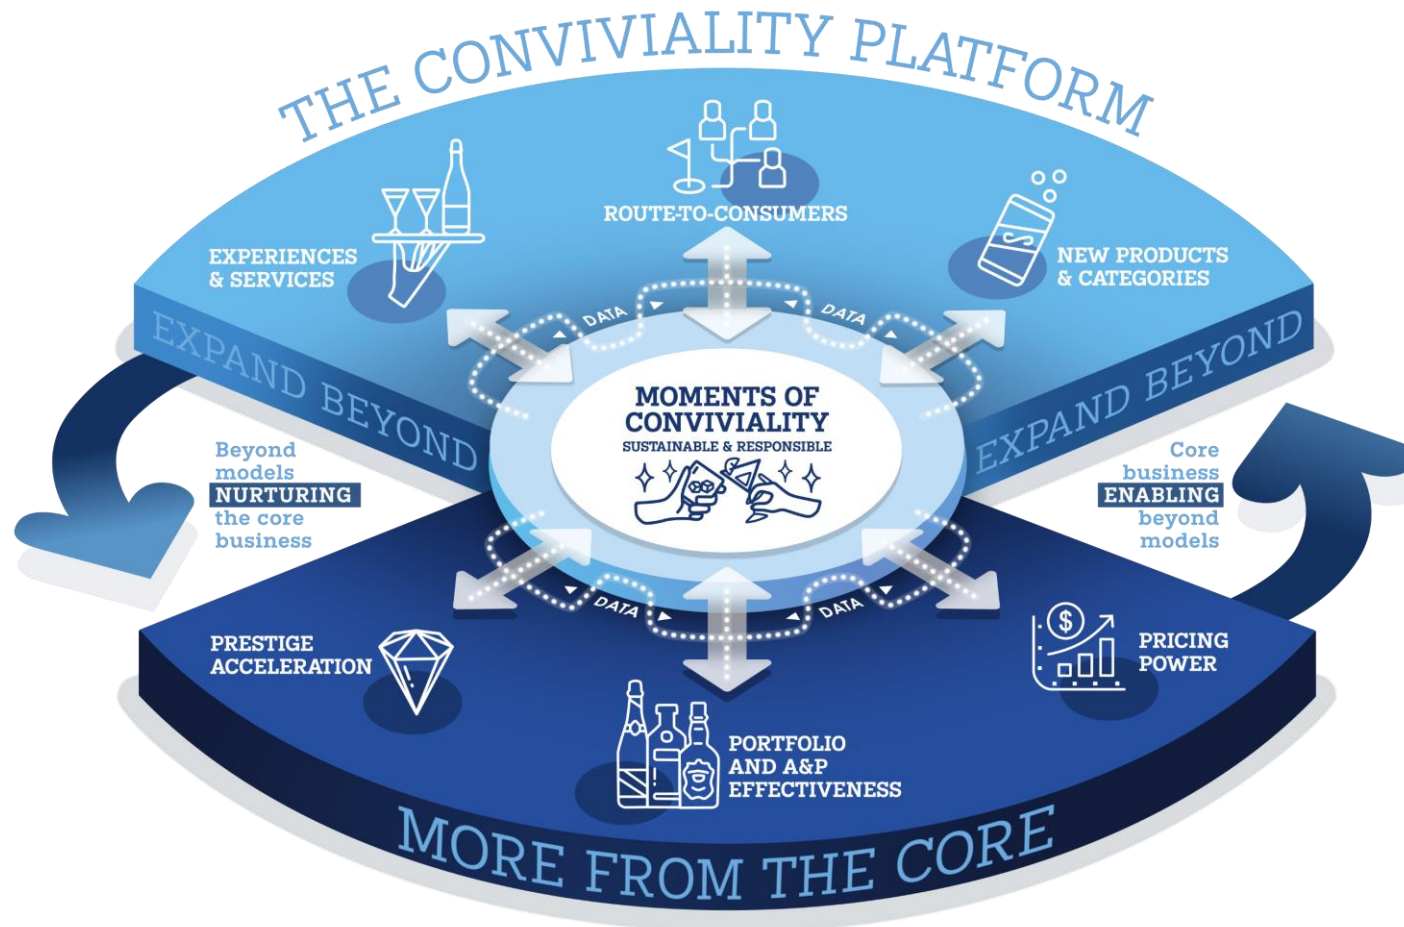 THE CONVIVIALITY PLATFORM
ROUTE-TO-CONSUMERS
EXPERIENCES
& SERVICES
NEW PRODUCTS
& CATEGORIES
DATA
DATA
EXPAND BEYOND
EXPAND BEYOND
MOMENTS OF
CONVIVIALITY
SUSTAINABLE & RESPONSIBLE
Beyond
models
NURTURING
the core
business
Core
business
ENABLING
beyond
models
DATA
DATA
PRESTIGE
ACCELERATION
$
PRICING
POWER
PORTFOLIO
AND A&P
EFFECTIVENESS
MORE FROM THE CORE